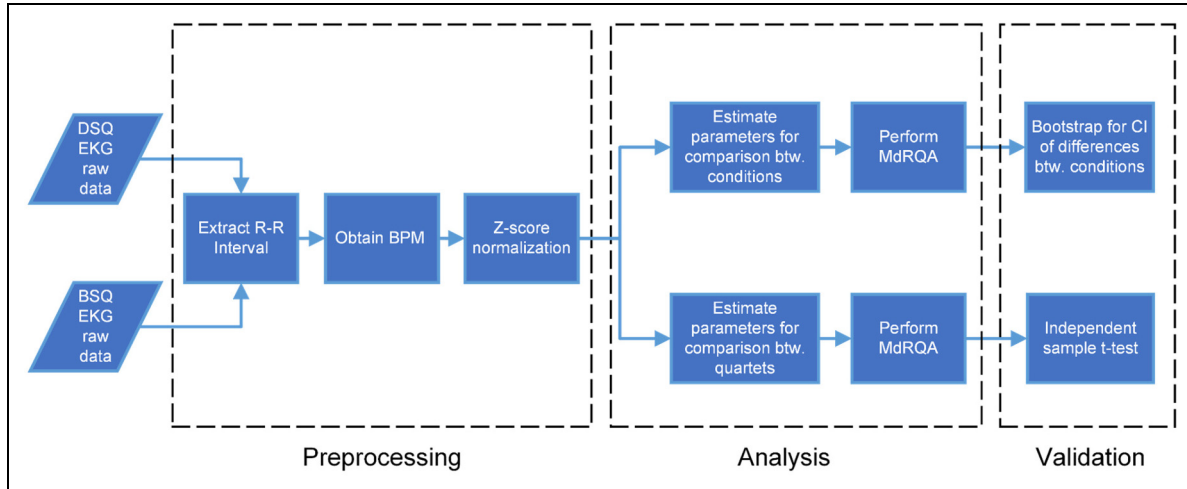 DSQ
EKG
raw
data
BSQ
EKG
raw
data
Extract R-R
Interval
Obtain BPM
Z-score
normalization
Estimate
parameters for
comparison btw.
conditions
Perform
MdRQA
Bootstrap for CI
of differences
btw. conditions
Estimate
parameters for
comparison btw.
quartets
Perform
MdRQA
Independent
sample t-test
Preprocessing
Analysis
Validation